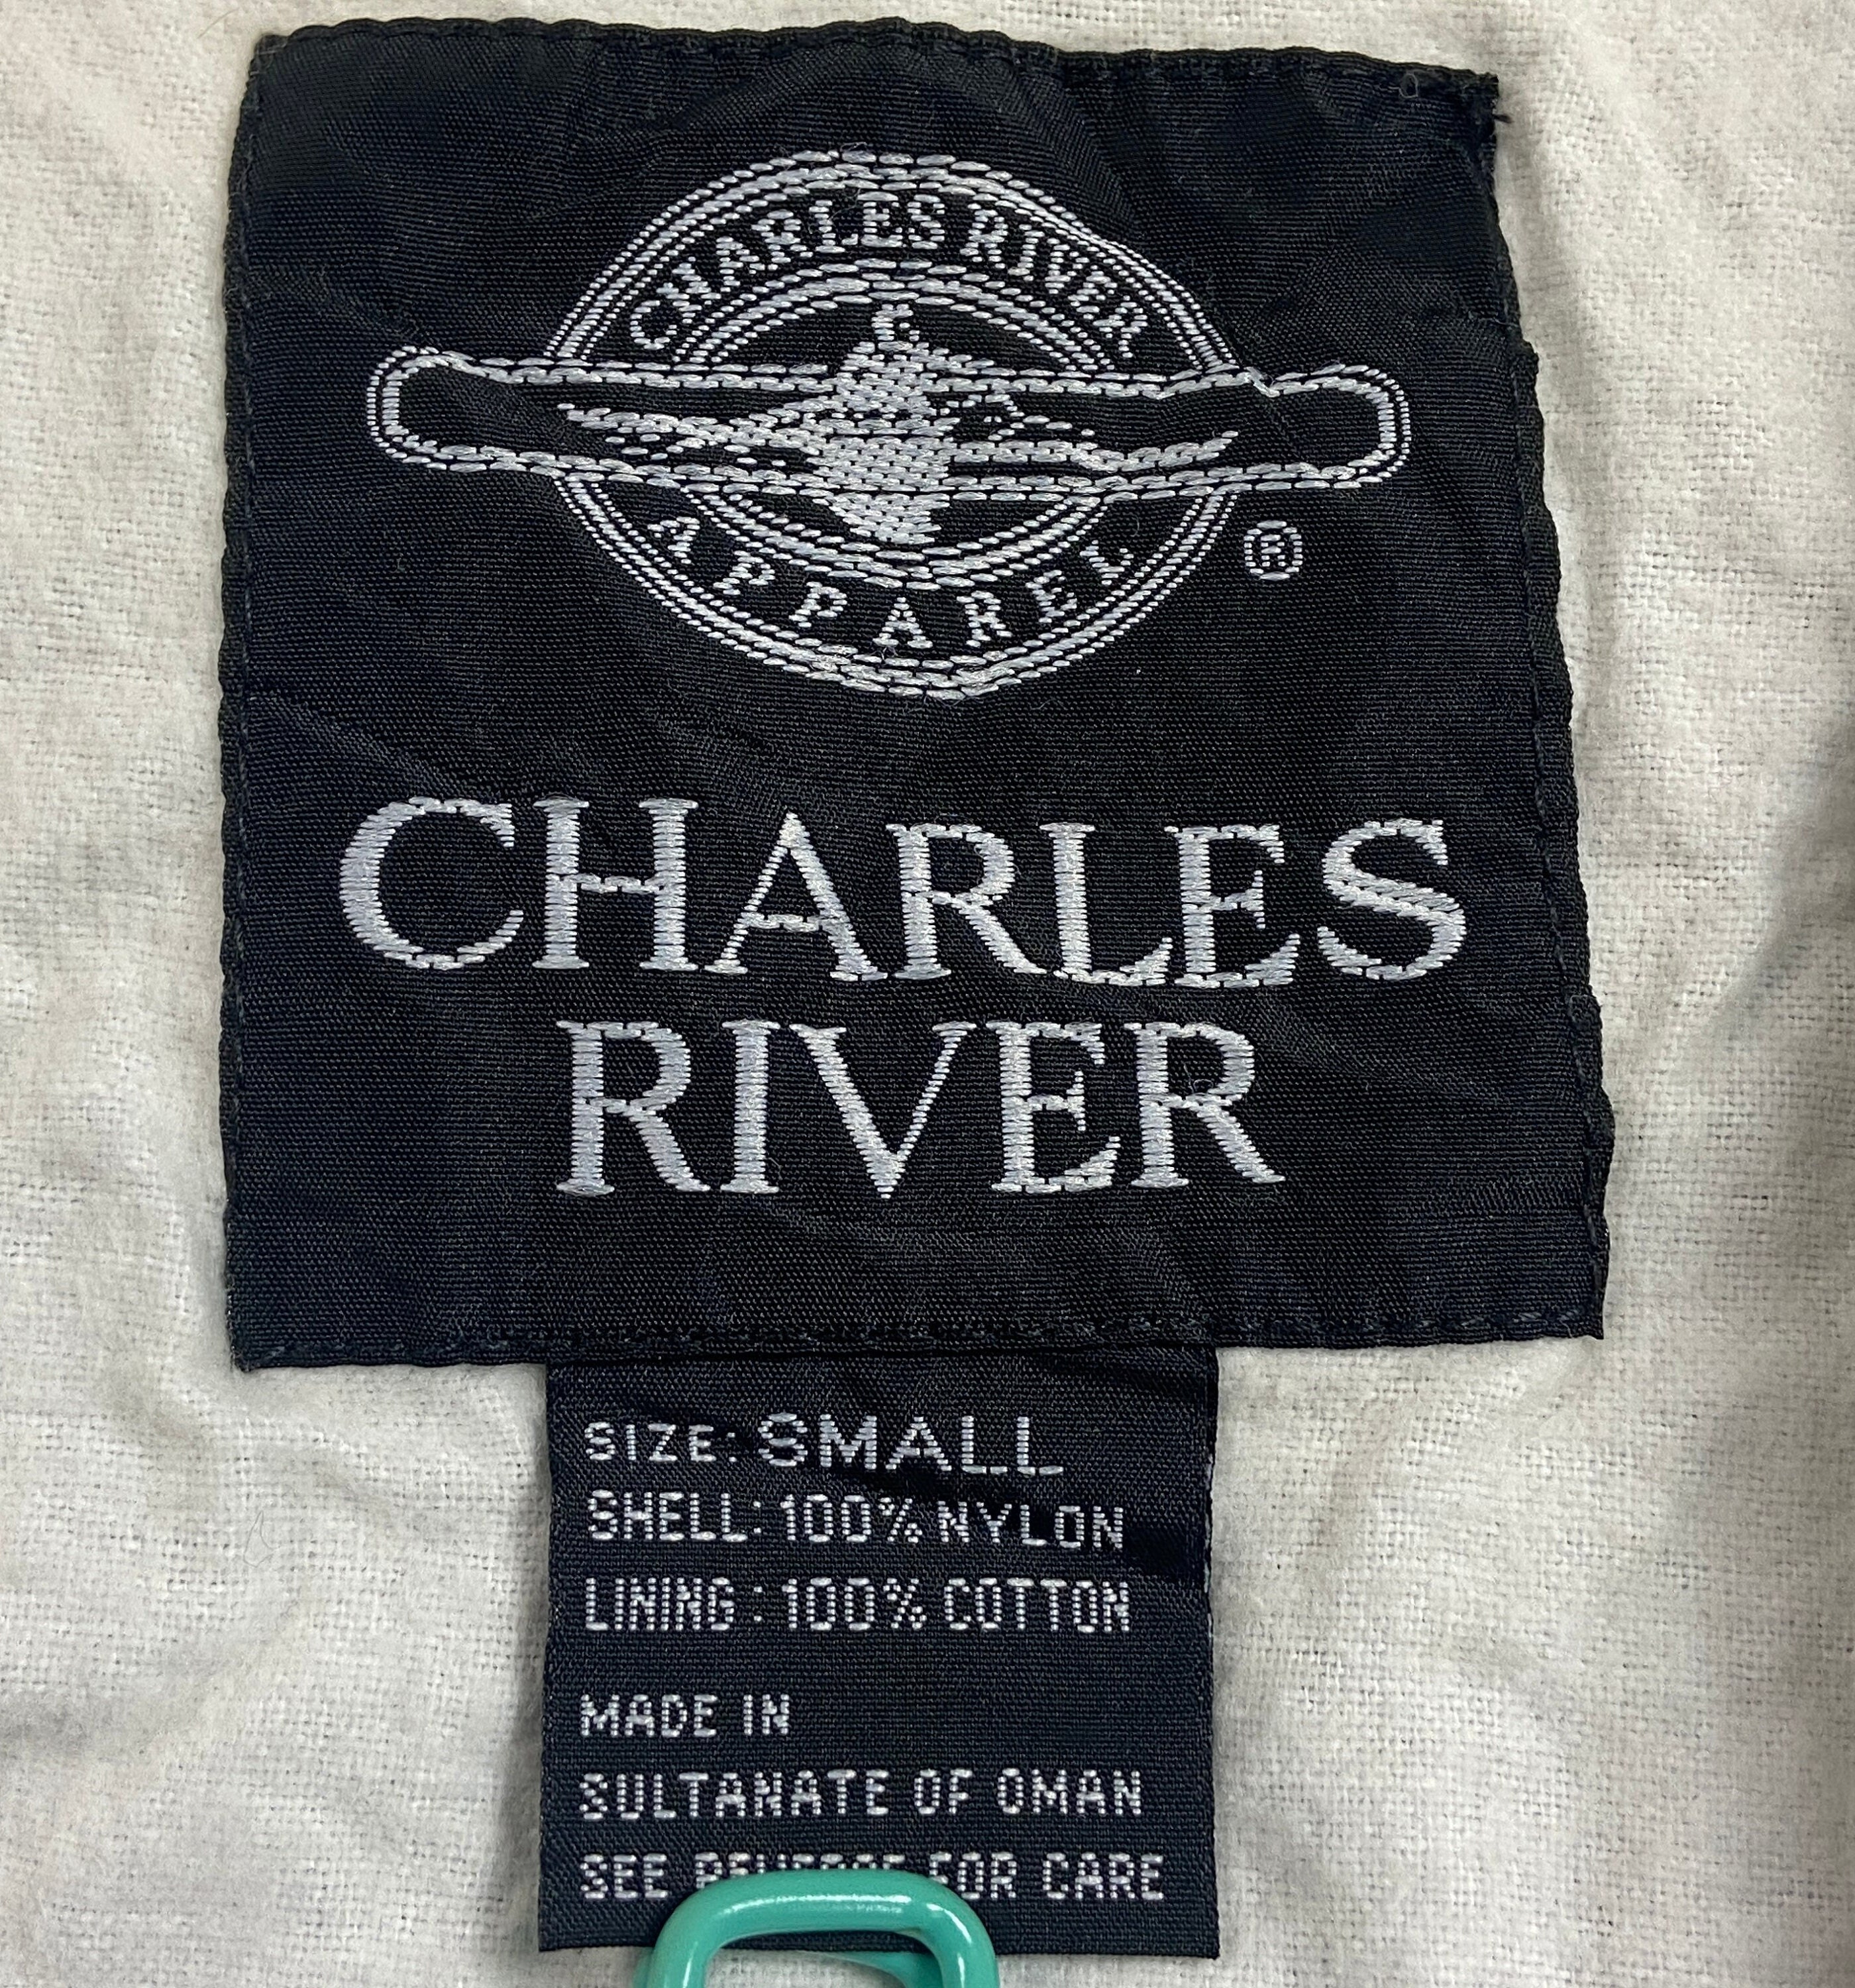 CHARLES RIVER
APPAREL
®
CHARLES
RIVER
SIZE: SMALL
SHELL: 100% NYLON
LINING : 100% COTTON
MADE IN
SULTANATE OF OMAN
SEE REVERSE FOR CARE